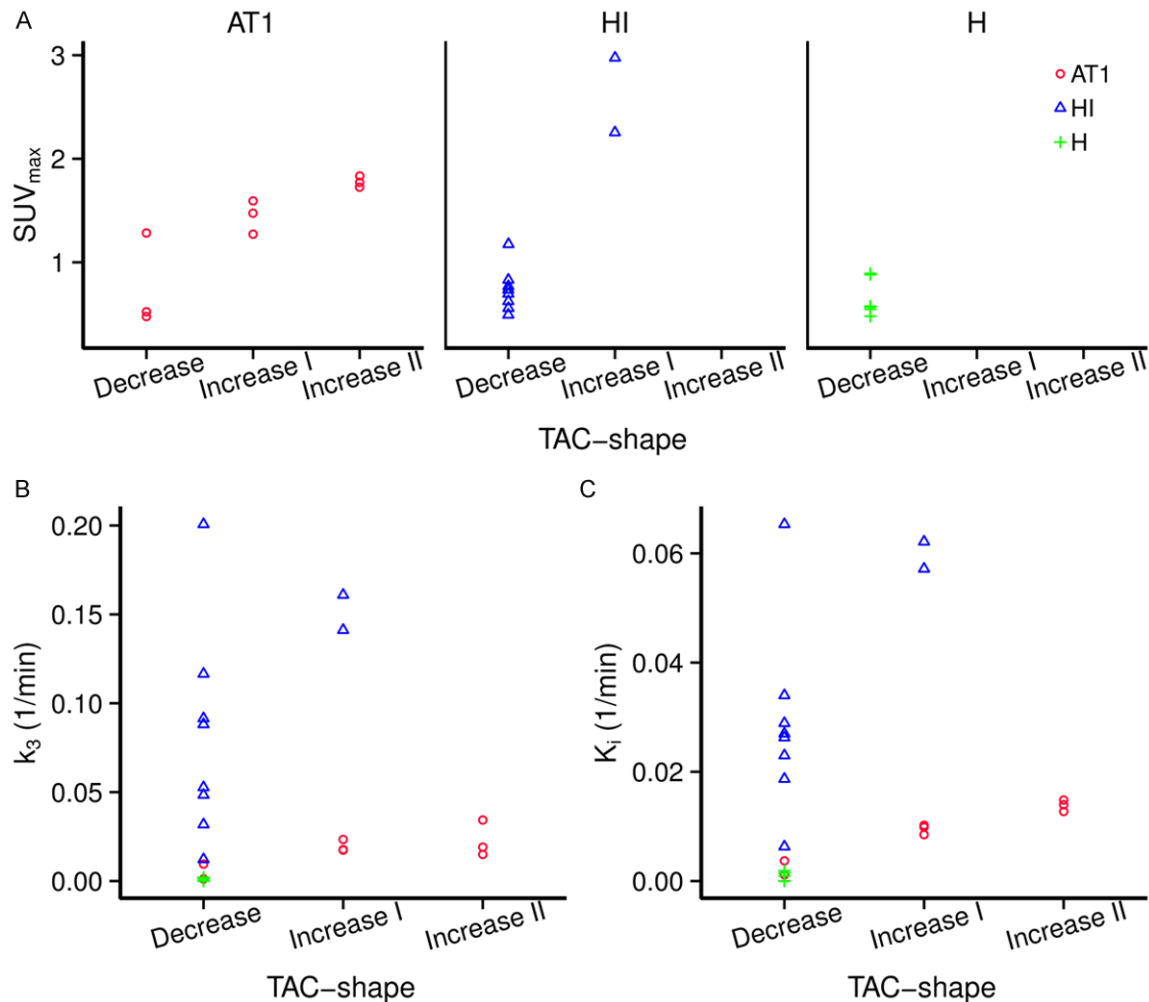 A
AT1
HI
H
SUVmax
3
2
1
AT1
HI
H
Decrease
Increase I
Increase II
Decrease
Increase I
Increase II
Decrease
Increase I
Increase II
TAC−shape
B
k3 (1/min)
0.20
0.15
0.10
0.05
0.00
Decrease
Increase I
Increase II
TAC−shape
C
Ki (1/min)
0.06
0.04
0.02
0.00
Decrease
Increase I
Increase II
TAC−shape